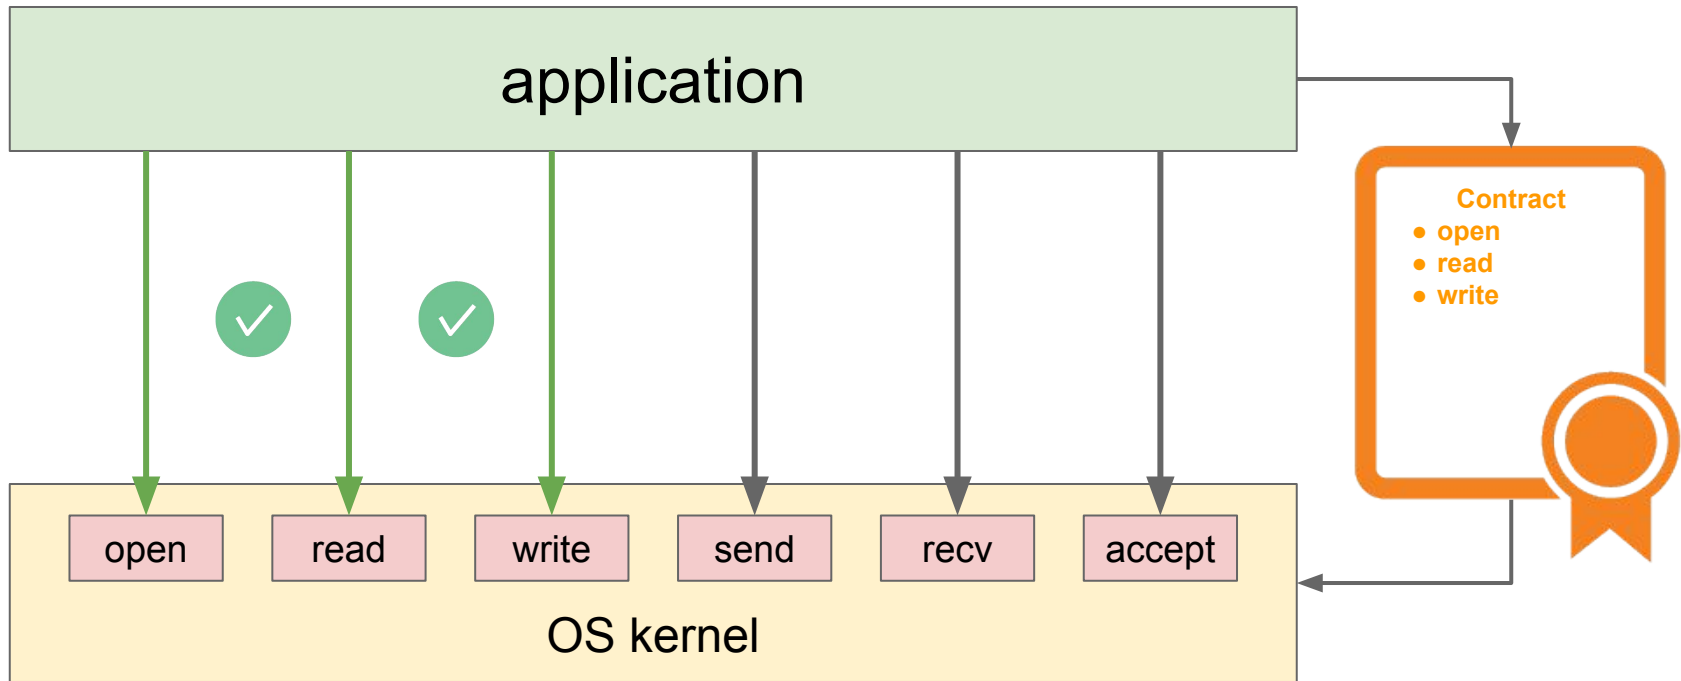 application
Contract
● open
● read
● write
open read write send recv accept
OS kernel